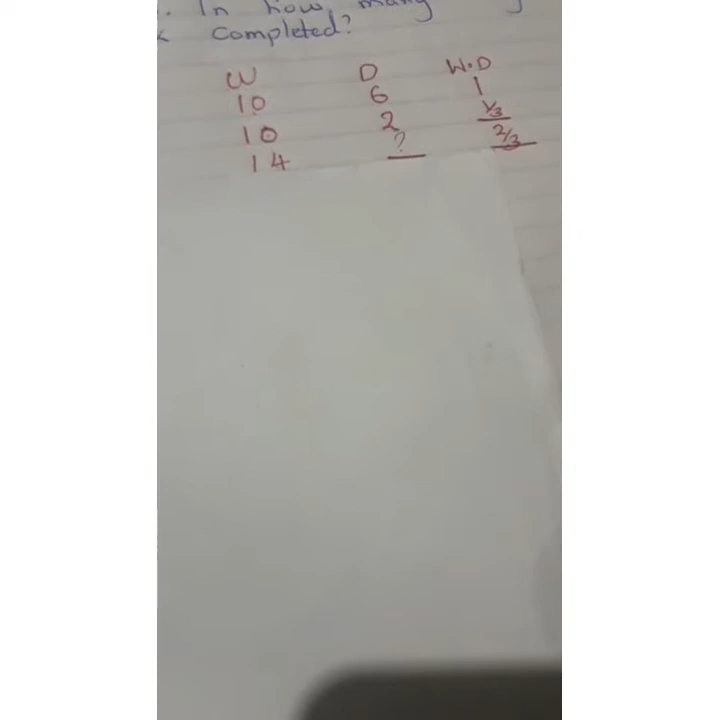 . In how many
completed?
W D W.D
10 6 1
10 2 1/3
14 ? 2/3